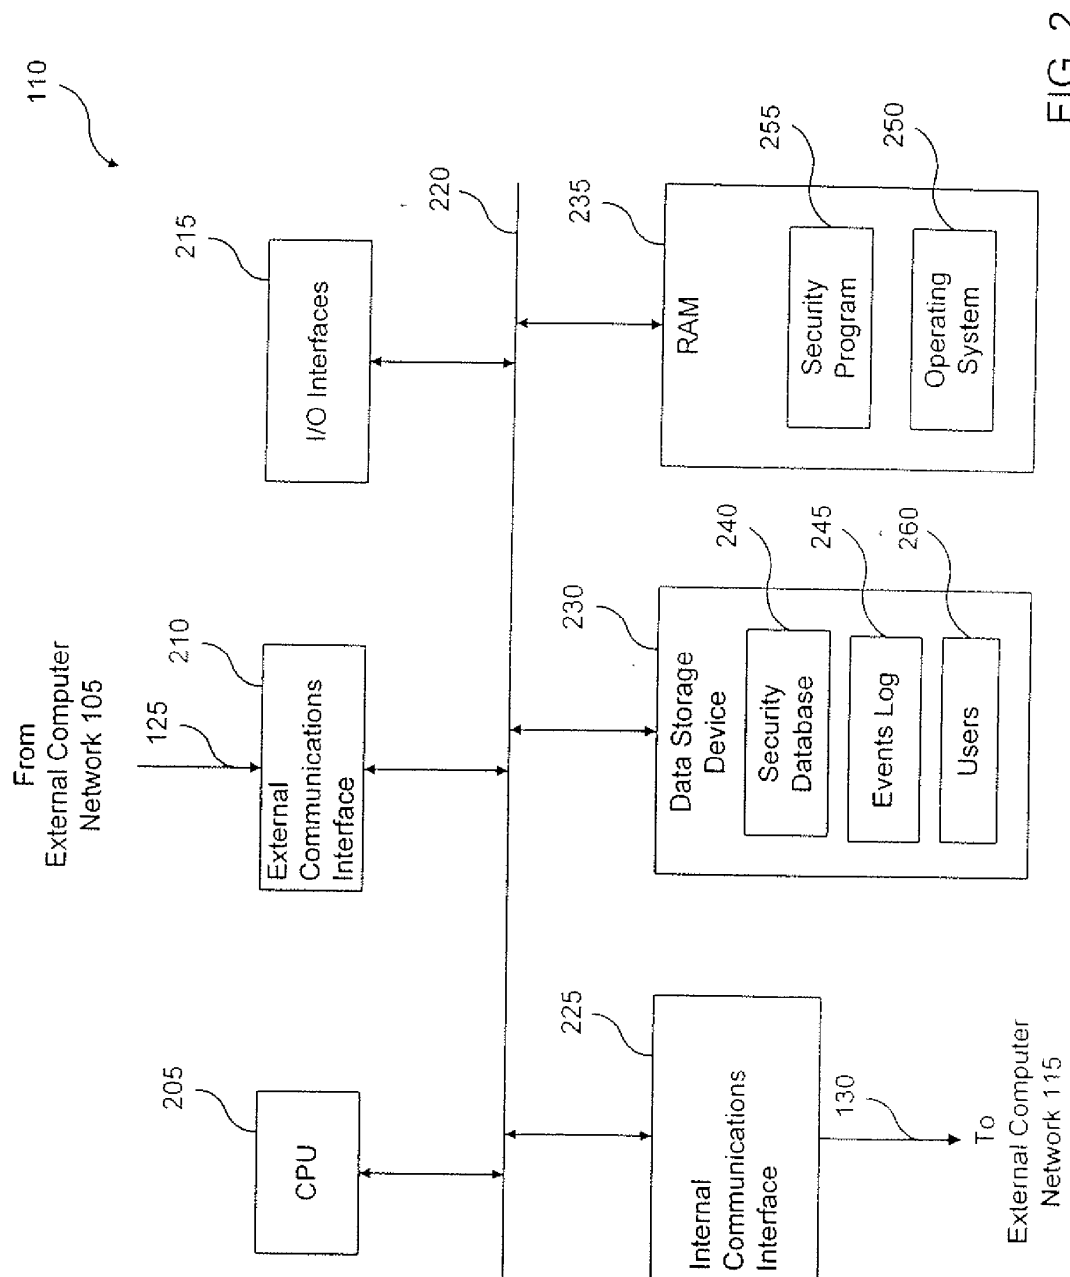 110
From
External Computer
Network 105
125
205
CPU
210
External
Communications
Interface
215
I/O Interfaces
220
225
Internal
Communications
Interface
130
To
External Computer
Network 115
230
Data Storage
Device
240
Security
Database
245
Events Log
260
Users
235
RAM
255
Security
Program
250
Operating
System
FIG. 2